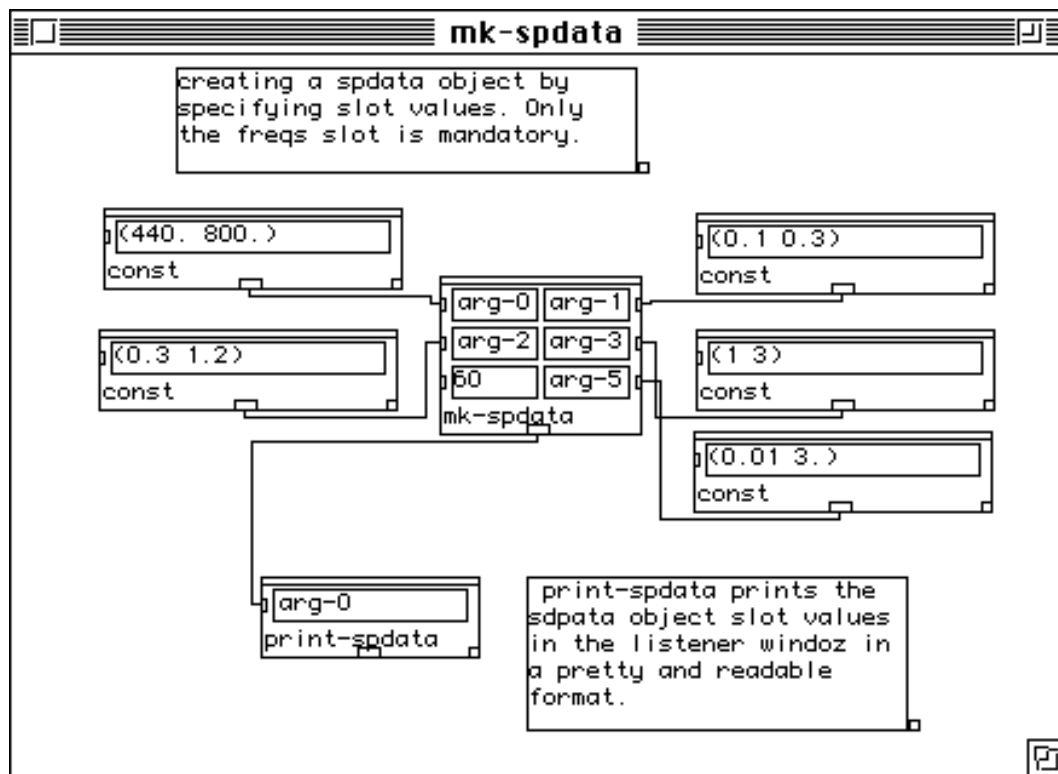 mk-spdata
creating a spdata object by
specifying slot values. Only
the freqs slot is mandatory.
(440. 800.)
const
(0.1 0.3)
const
arg-0 arg-1
arg-2 arg-3
60 arg-5
mk-spdata
(0.3 1.2)
const
(1 3)
const
(0.01 3.)
const
arg-0
print-spdata
print-spdata prints the
sdpata object slot values
in the listener windoz in
a pretty and readable
format.